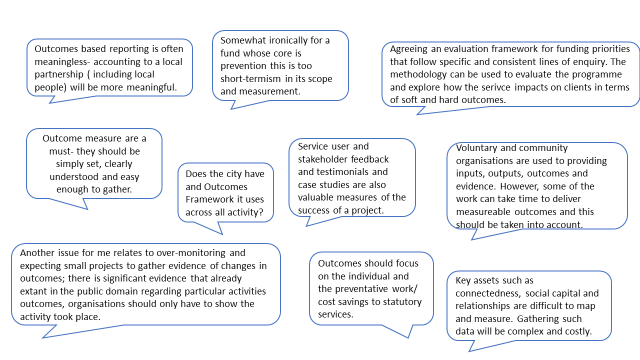 Outcomes based reporting is often
meaningless- accounting to a local
partnership ( including local
people) will be more meaningful.
Somewhat ironically for a
fund whose core is
prevention this is too
short-termism in its scope
and measurement.
Agreeing an evaluation framework for funding priorities
that follow specific and consistent lines of enquiry. The
methodology can be used to evaluate the programme
and explore how the serivce impacts on clients in terms
of soft and hard outcomes.
Outcome measure are a
must- they should be
simply set, clearly
understood and easy
enough to gather.
Does the city have
and Outcomes
Framework it uses
across all activity?
Service user and
stakeholder feedback
and testimonials and
case studies are also
valuable measures of the
success of a project.
Voluntary and community
organisations are used to providing
inputs, outputs, outcomes and
evidence. However, some of the
work can take time to deliver
measureable outcomes and this
should be taken into account.
Another issue for me relates to over-monitoring and
expecting small projects to gather evidence of changes in
outcomes; there is significant evidence that already
extant in the public domain regarding particular activities
outcomes, organisations should only have to show the
activity took place.
Outcomes should focus
on the individual and
the preventative work/
cost savings to statutory
services.
Key assets such as
connectedness, social capital and
relationships are difficult to map
and measure. Gathering such
data will be complex and costly.